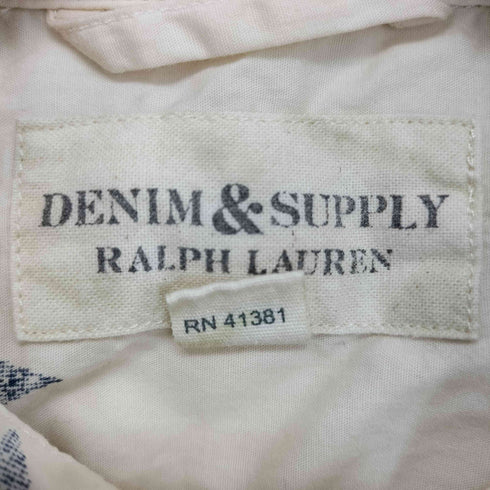 DENIM & SUPPLY
RALPH LAUREN
RN 41381